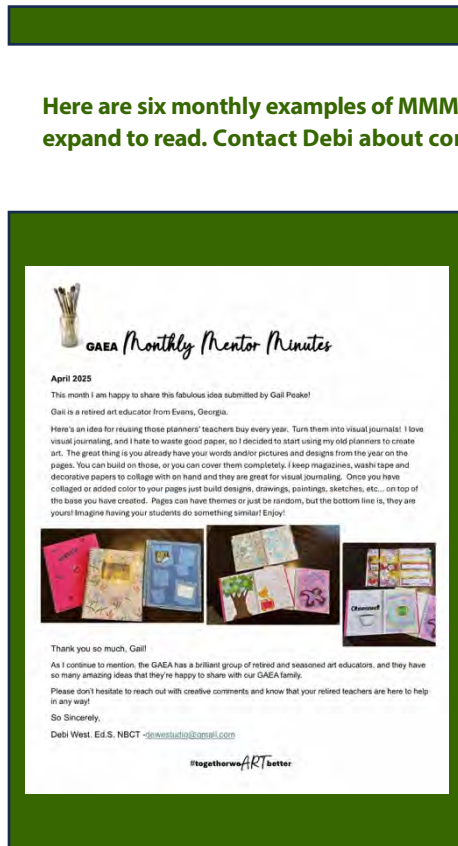 Here are six monthly examples of MMM
expand to read. Contact Debi about co
GAEA Monthly Mentor Minutes
April 2025
This month I am happy to share this fabulous idea submitted by Gail Peake!
Gail is a retired art educator from Evans, Georgia.
Here's an idea for reusing those planners' teachers buy every year. Turn them into visual journals! I love
visual journaling, and I hate to waste good paper, so I decided to start using my old planners to create
art. The great thing is you already have your words and/or pictures and designs from the year on the
pages. You can build on those, or you can cover them completely. I keep magazines, washi tape and
decorative papers to collage with on hand and they are great for visual journaling. Once you have
collaged or added color to your pages just build designs, drawings, paintings, sketches, etc... on top of
the base you have created. Pages can have themes or just be random, but the bottom line is, they are
yours! Imagine having your students do something similar! Enjoy!
Obsessed!
Thank you so much, Gail!
As I continue to mention, the GAEA has a brilliant group of retired and seasoned art educators, and they have
so many amazing ideas that they're happy to share with our GAEA family.
Please don't hesitate to reach out with creative comments and know that your retired teachers are here to help
in any way!
So Sincerely,
Debi West. Ed.S, NBCT -dewestudio@gmail.com
#togetherweARTbetter